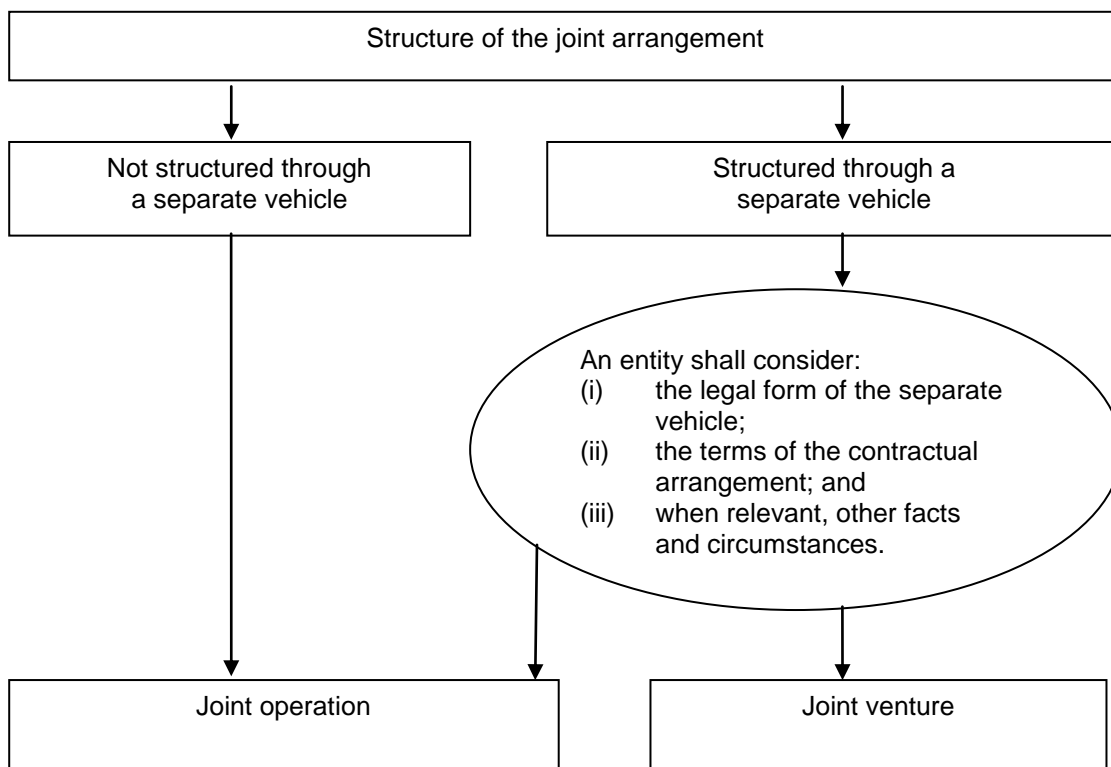 Structure of the joint arrangement
Not structured through
a separate vehicle
Structured through a
separate vehicle
An entity shall consider:
(i) the legal form of the separate
vehicle;
(ii) the terms of the contractual
arrangement; and
(iii) when relevant, other facts
and circumstances.
Joint operation
Joint venture